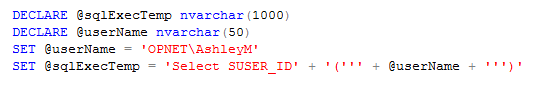 DECLARE @sqlExecTemp nvarchar(1000)
DECLARE @userName nvarchar(50)
SET @userName = 'OPNET\AshleyM'
SET @sqlExecTemp = 'Select SUSER_ID' + '(''' + @userName + ''')'